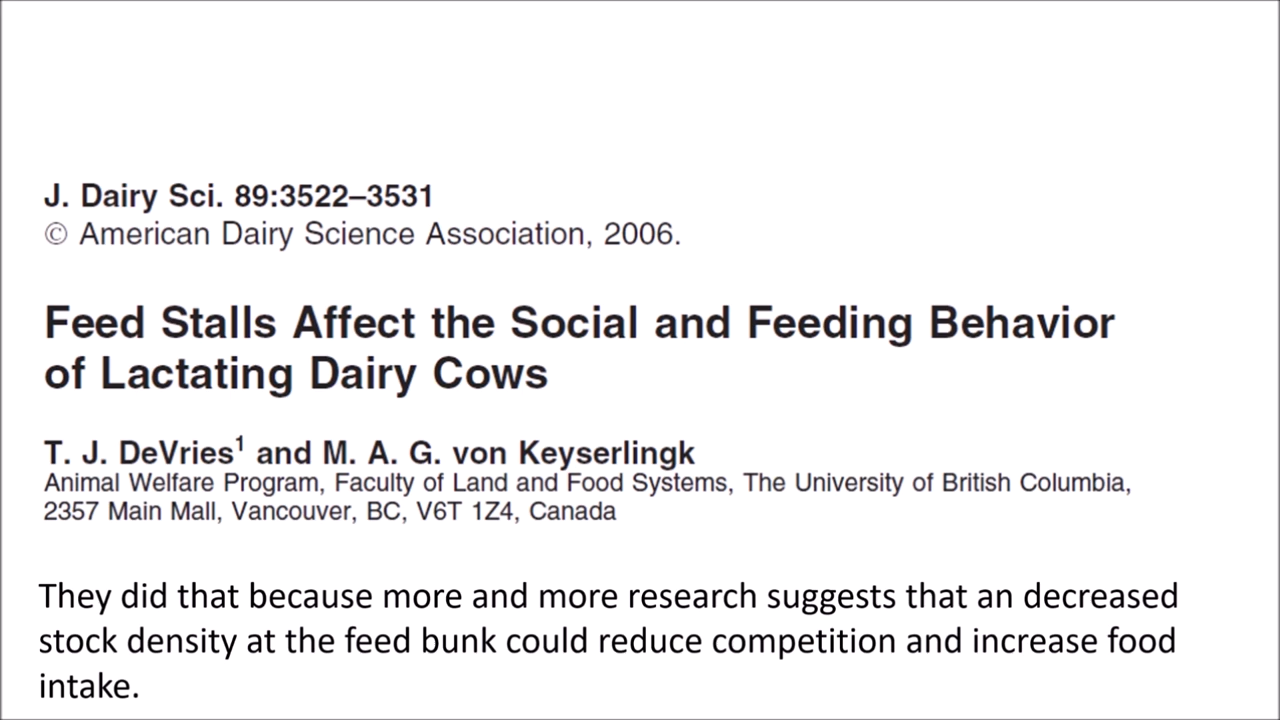 J. Dairy Sci. 89:3522–3531
© American Dairy Science Association, 2006.
Feed Stalls Affect the Social and Feeding Behavior
of Lactating Dairy Cows
T. J. DeVries¹ and M. A. G. von Keyserlingk
Animal Welfare Program, Faculty of Land and Food Systems, The University of British Columbia,
2357 Main Mall, Vancouver, BC, V6T 1Z4, Canada
They did that because more and more research suggests that an decreased
stock density at the feed bunk could reduce competition and increase food
intake.